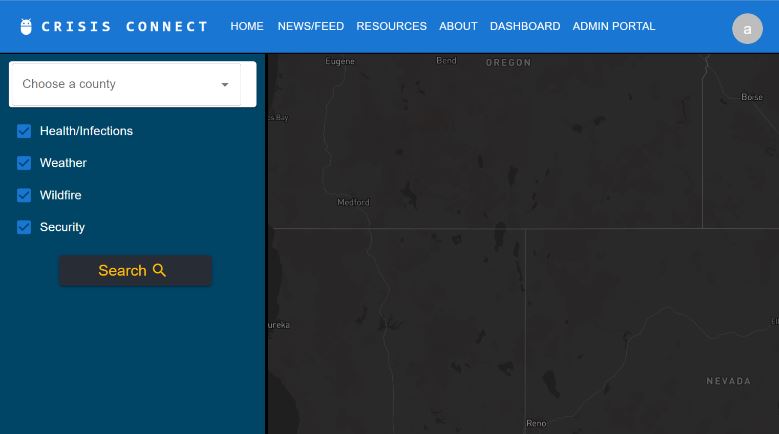 CRISIS CONNECT
HOME NEWS/FEED RESOURCES ABOUT DASHBOARD ADMIN PORTAL
a
Choose a county
Health/Infections
Weather
Wildfire
Security
Search
Eugene
Bend
OREGON
Boise
os Bay
Medford
ureka
NEVADA
Reno